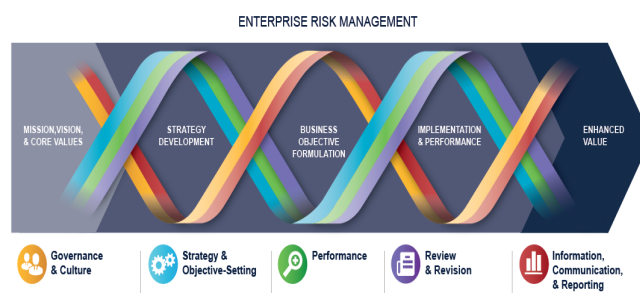 ENTERPRISE RISK MANAGEMENT
MISSION,VISION,
& CORE VALUES
STRATEGY
DEVELOPMENT
BUSINESS
OBJECTIVE
FORMULATION
IMPLEMENTATION
& PERFORMANCE
ENHANCED
VALUE
Governance
& Culture
Strategy &
Objective-Setting
Performance
Review
& Revision
Information,
Communication,
& Reporting